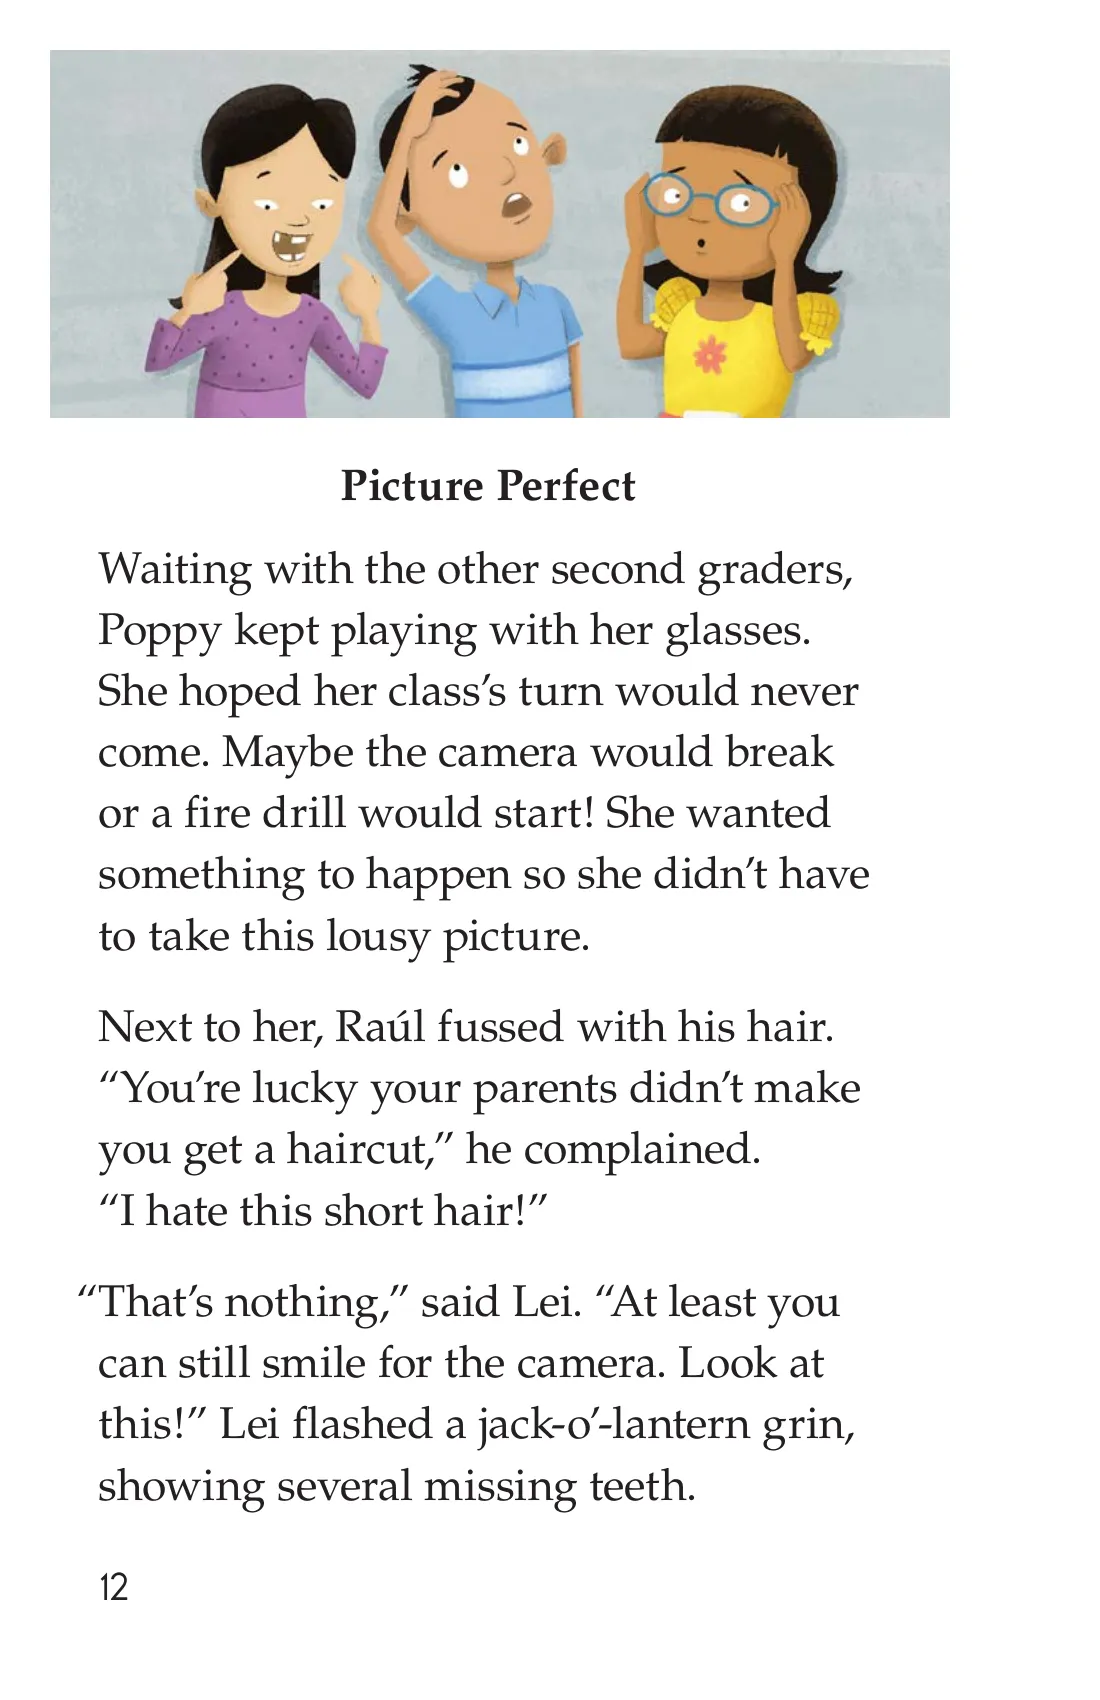 Picture Perfect
Waiting with the other second graders,
Poppy kept playing with her glasses.
She hoped her class’s turn would never
come. Maybe the camera would break
or a fire drill would start! She wanted
something to happen so she didn’t have
to take this lousy picture.
Next to her, Raúl fussed with his hair.
“You’re lucky your parents didn’t make
you get a haircut,” he complained.
“I hate this short hair!”
“That’s nothing,” said Lei. “At least you
can still smile for the camera. Look at
this!” Lei flashed a jack-o’-lantern grin,
showing several missing teeth.
12